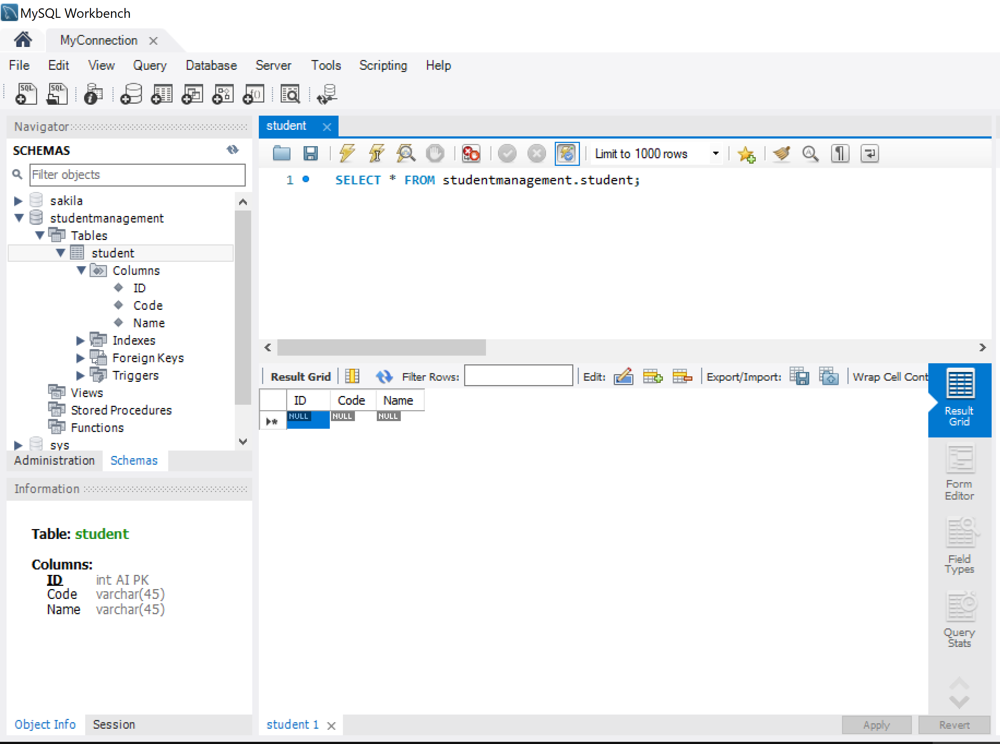 MySQL Workbench
MyConnection
File Edit View Query Database Server Tools Scripting Help
SQL SQL f()
Navigator
SCHEMAS
Filter objects
sakila
studentmanagement
Tables
student
Columns
ID
Code
Name
Indexes
Foreign Keys
Triggers
Views
Stored Procedures
Functions
sys
Administration Schemas
Information
Table: student
Columns:
ID int AI PK
Code varchar(45)
Name varchar(45)
Object Info Session
student
Limit to 1000 rows
1 SELECT * FROM studentmanagement.student;
Result Grid Filter Rows: Edit: Export/Import: Wrap Cell Cont
ID Code Name
NULL NULL NULL
Result
Grid
Form
Editor
Field
Types
Query
Stats
student 1
Apply Revert